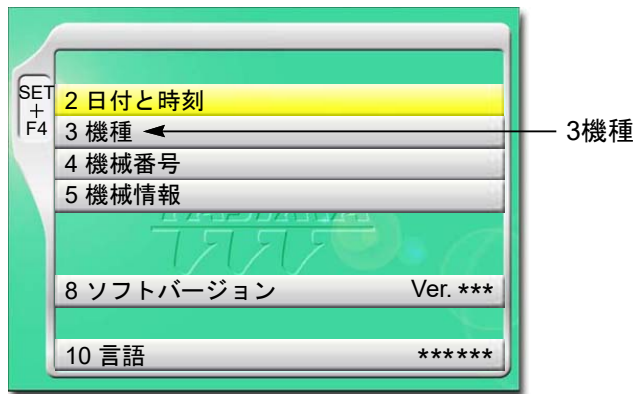 SET
+
F4
2 日付と時刻
3 機種
3機種
4 機械番号
5 機械情報
8 ソフトバージョン Ver. ***
10 言語 ******